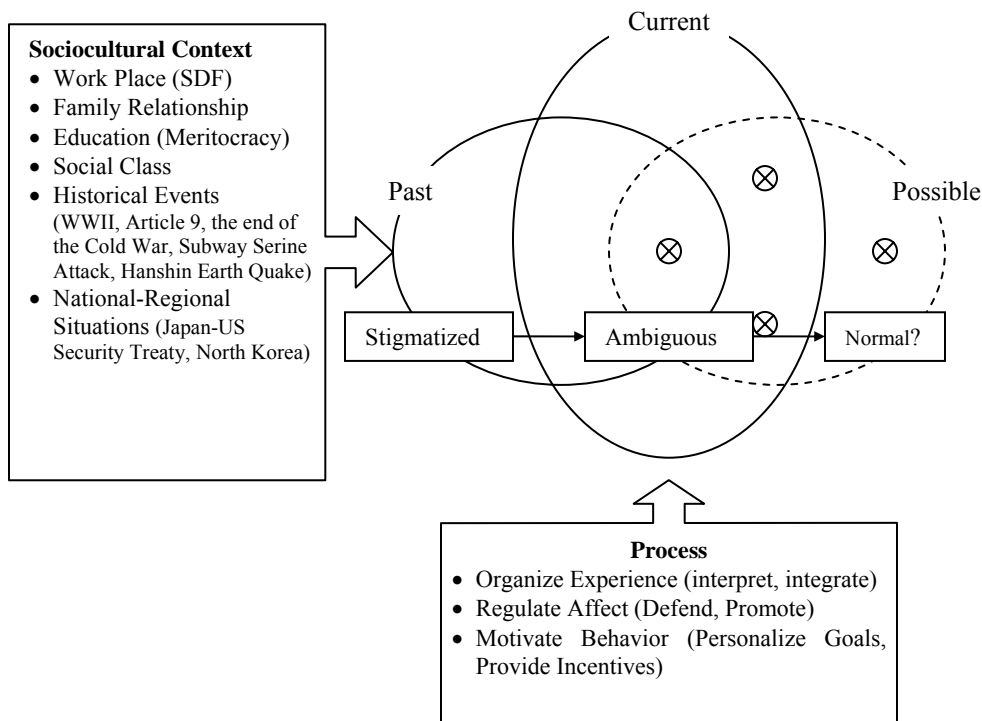 Sociocultural Context
• Work Place (SDF)
• Family Relationship
• Education (Meritocracy)
• Social Class
• Historical Events
(WWII, Article 9, the end of
the Cold War, Subway Serine
Attack, Hanshin Earth Quake)
• National-Regional
Situations (Japan-US
Security Treaty, North Korea)
Current
Past
Possible
Stigmatized
Ambiguous
Normal?
Process
• Organize Experience (interpret, integrate)
• Regulate Affect (Defend, Promote)
• Motivate Behavior (Personalize Goals,
Provide Incentives)